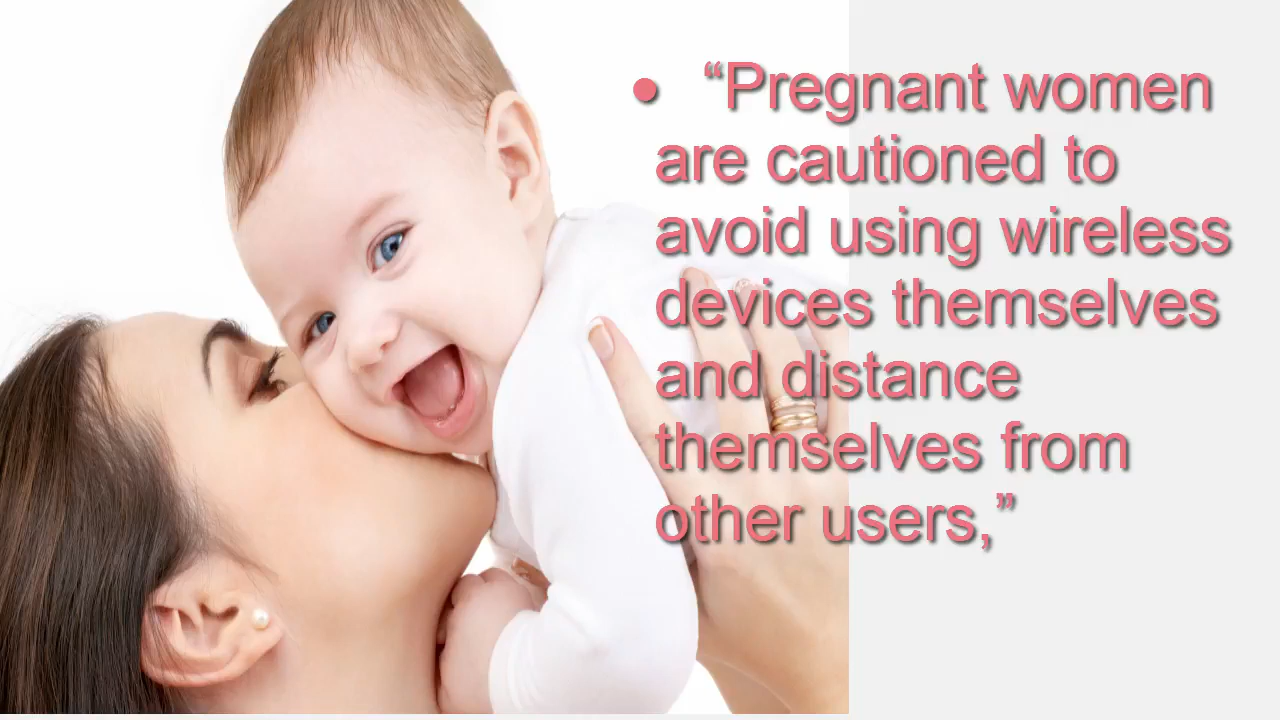 • “Pregnant women
are cautioned to
avoid using wireless
devices themselves
and distance
themselves from
other users,”